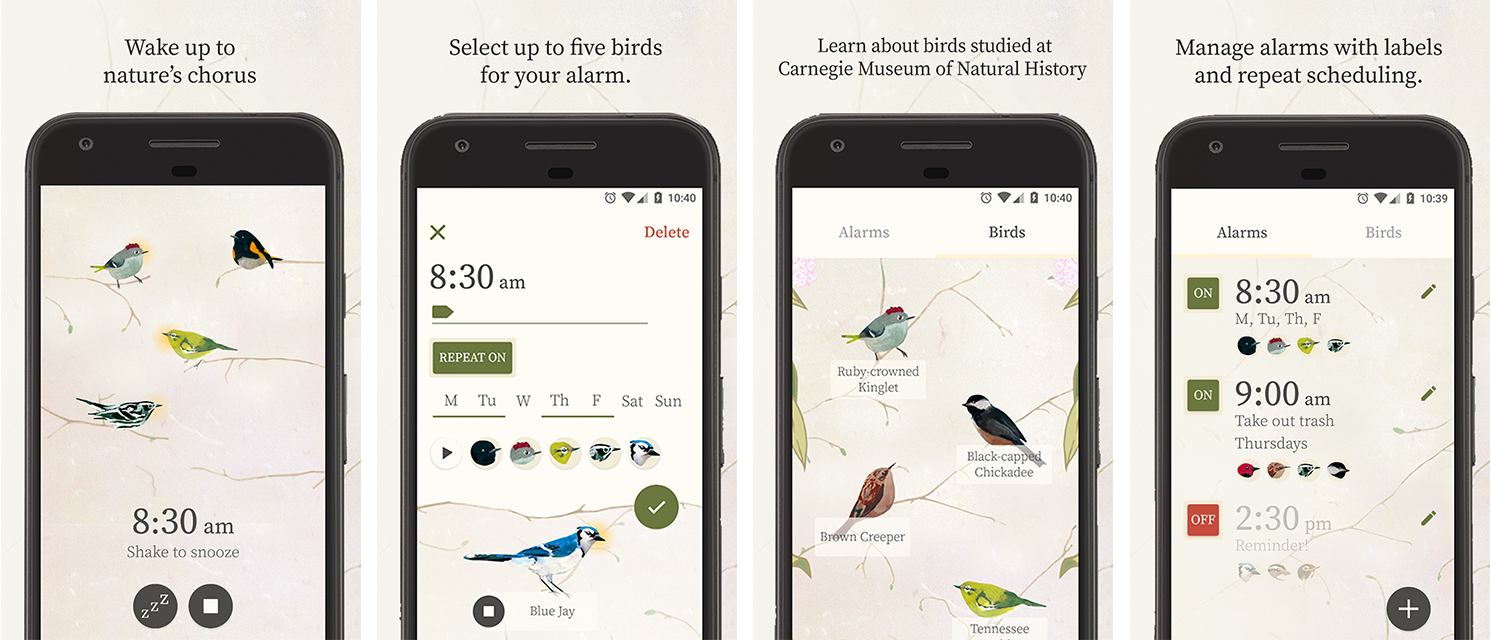 Wake up to
nature's chorus
8:30 am
Shake to snooze
zzz
Select up to five birds
for your alarm.
10:40
Delete
8:30 am
REPEAT ON
M Tu W Th F Sat Sun
Blue Jay
Learn about birds studied at
Carnegie Museum of Natural History
10:40
Alarms Birds
Ruby-crowned
Kinglet
Black-capped
Chickadee
Brown Creeper
Tennessee
Manage alarms with labels
and repeat scheduling.
10:39
Alarms Birds
ON 8:30 am
M, Tu, Th, F
ON 9:00 am
Take out trash
Thursdays
OFF 2:30 pm
Reminder!